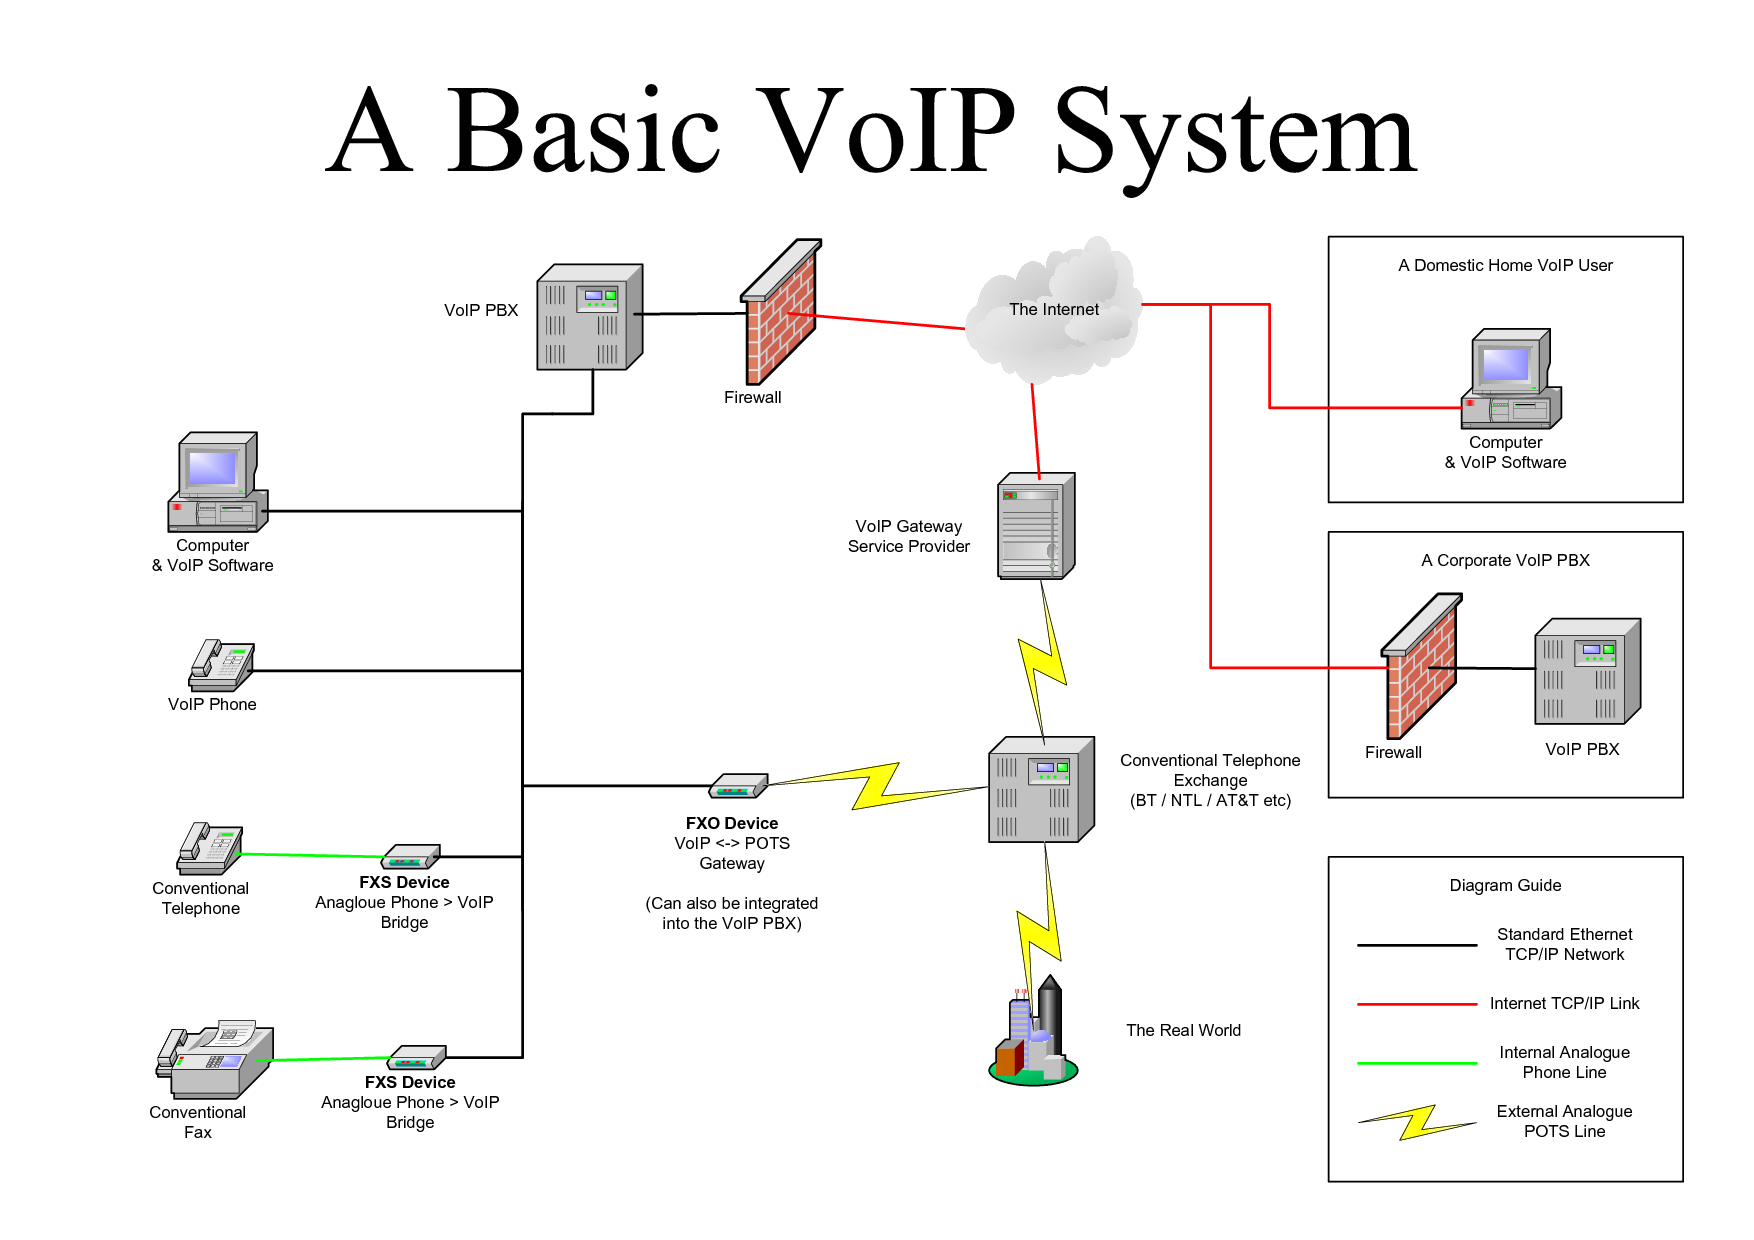 A Basic VoIP System
VoIP PBX
Firewall
The Internet
A Domestic Home VoIP User
Computer
& VoIP Software
Computer
& VoIP Software
VoIP Gateway
Service Provider
A Corporate VoIP PBX
Firewall
VoIP PBX
VoIP Phone
Conventional Telephone
Exchange
(BT / NTL / AT&T etc)
FXO Device
VoIP <-> POTS
Gateway
(Can also be integrated
into the VoIP PBX)
Conventional
Telephone
FXS Device
Anagloue Phone > VoIP
Bridge
The Real World
Conventional
Fax
FXS Device
Anagloue Phone > VoIP
Bridge
Diagram Guide
Standard Ethernet
TCP/IP Network
Internet TCP/IP Link
Internal Analogue
Phone Line
External Analogue
POTS Line